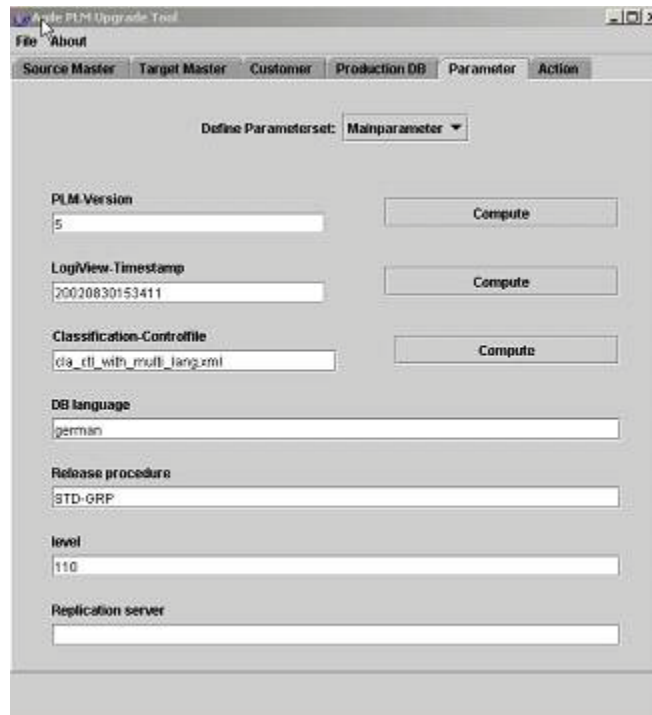 Agile PLM Upgrade Tool
File About
Source Master Target Master Customer Production DB Parameter Action
Define Parameterset: Mainparameter
PLM-Version
5
Compute
LogiView-Timestamp
20020830153411
Compute
Classification-Controlfile
cla_ctl_with_multi_lang.xml
Compute
DB language
german
Release procedure
STD-GRP
level
110
Replication server